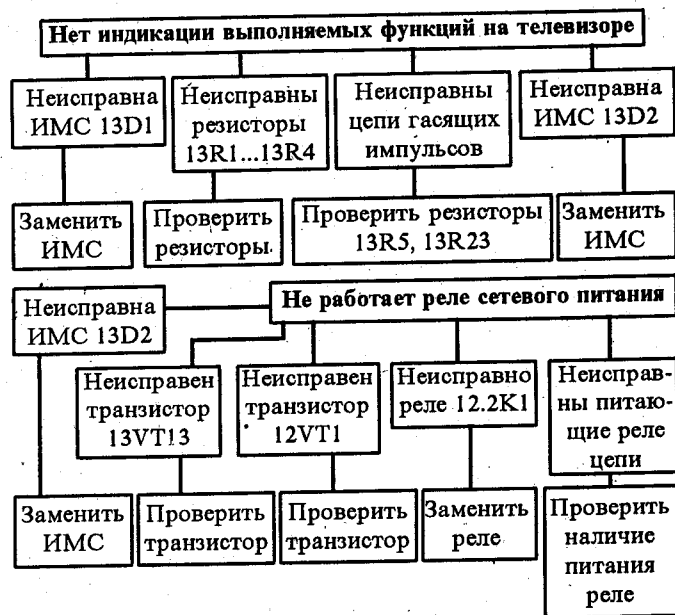 Нет индикации выполняемых функций на телевизоре
Неисправна
ИМС 13D1
Неисправны
резисторы
13R1...13R4
Неисправны
цепи гасящих
импульсов
Неисправна
ИМС 13D2
Заменить
ИМС
Проверить
резисторы.
Проверить резисторы
13R5, 13R23
Заменить
ИМС
Не работает реле сетевого питания
Неисправна
ИМС 13D2
Неисправен
транзистор
13VT13
Неисправен
транзистор
12VT1
Неисправно
реле 12.2K1
Неисправ-
ны питаю-
щие реле
цепи
Заменить
ИМС
Проверить
транзистор
Проверить
транзистор
Заменить
реле
Проверить
наличие
питания
реле